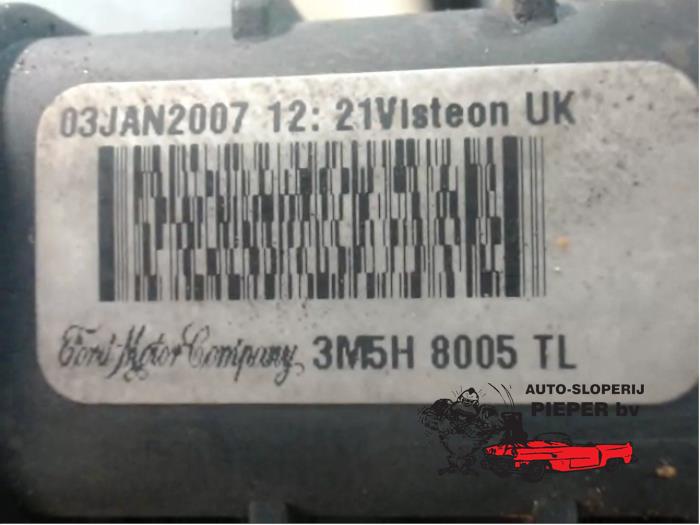 03JAN2007 12: 21Visteon UK
Ford Motor Company 3M5H 8005 TL
AUTO-SLOPERIJ
PIEPER bv